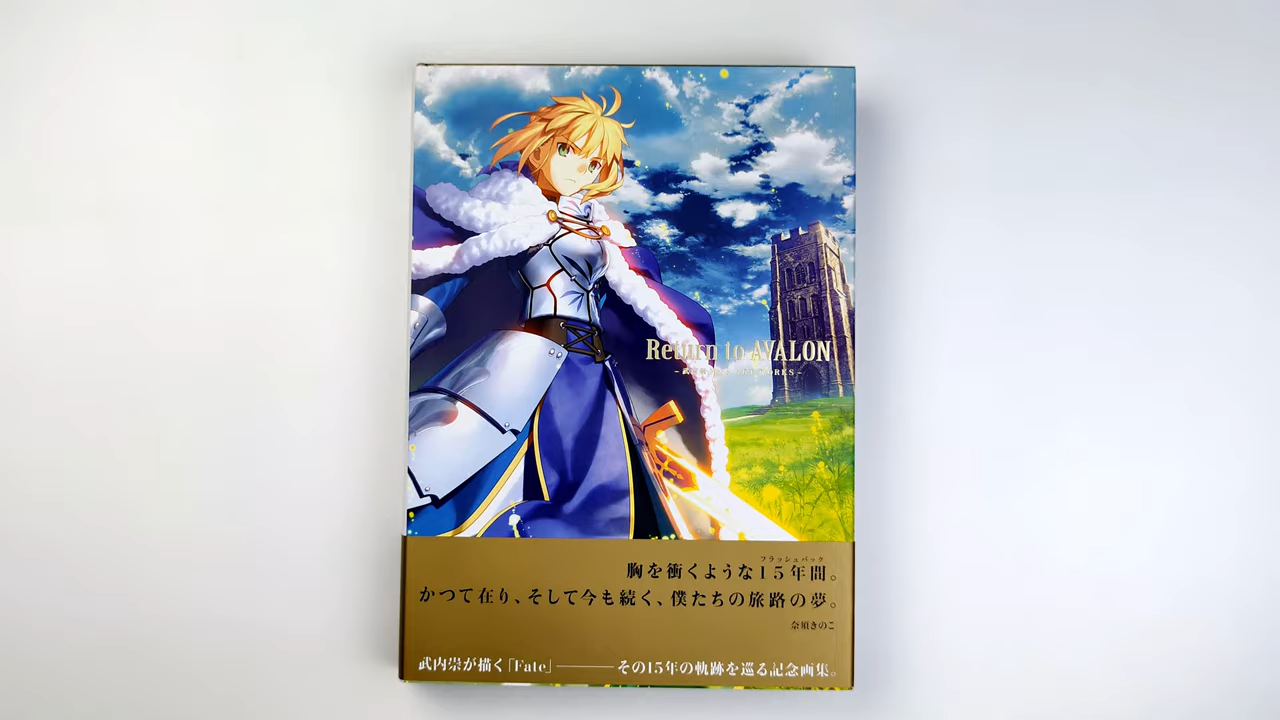 Return to AVALON
フラッシュバック
胸を衝くような15年間。
かつて在り、そして今も続く、僕たちの旅路の夢。
奈須きのこ
武内崇が描く「Fate」――――その15年の軌跡を巡る記念画集。